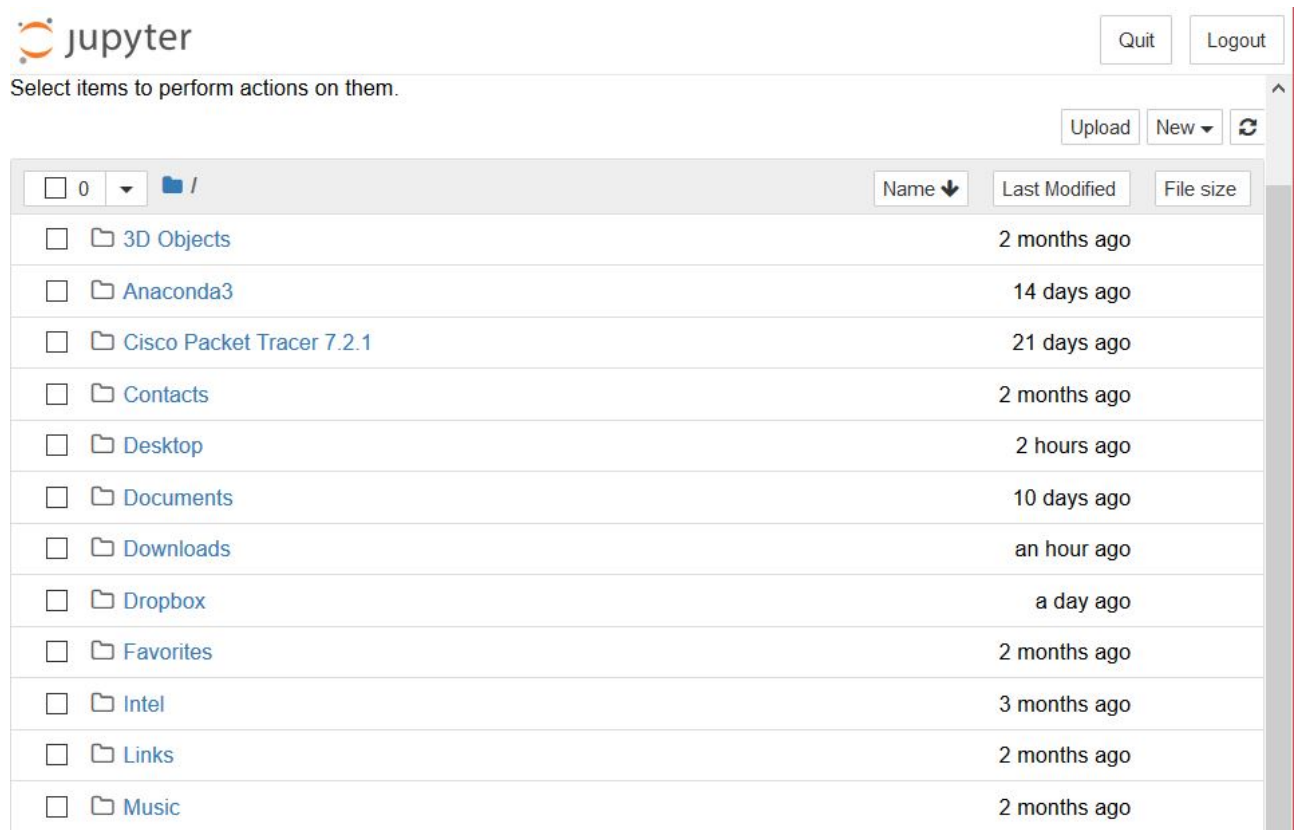 jupyter
Quit Logout
Select items to perform actions on them.
Upload New
0 / Name Last Modified File size
3D Objects 2 months ago
Anaconda3 14 days ago
Cisco Packet Tracer 7.2.1 21 days ago
Contacts 2 months ago
Desktop 2 hours ago
Documents 10 days ago
Downloads an hour ago
Dropbox a day ago
Favorites 2 months ago
Intel 3 months ago
Links 2 months ago
Music 2 months ago